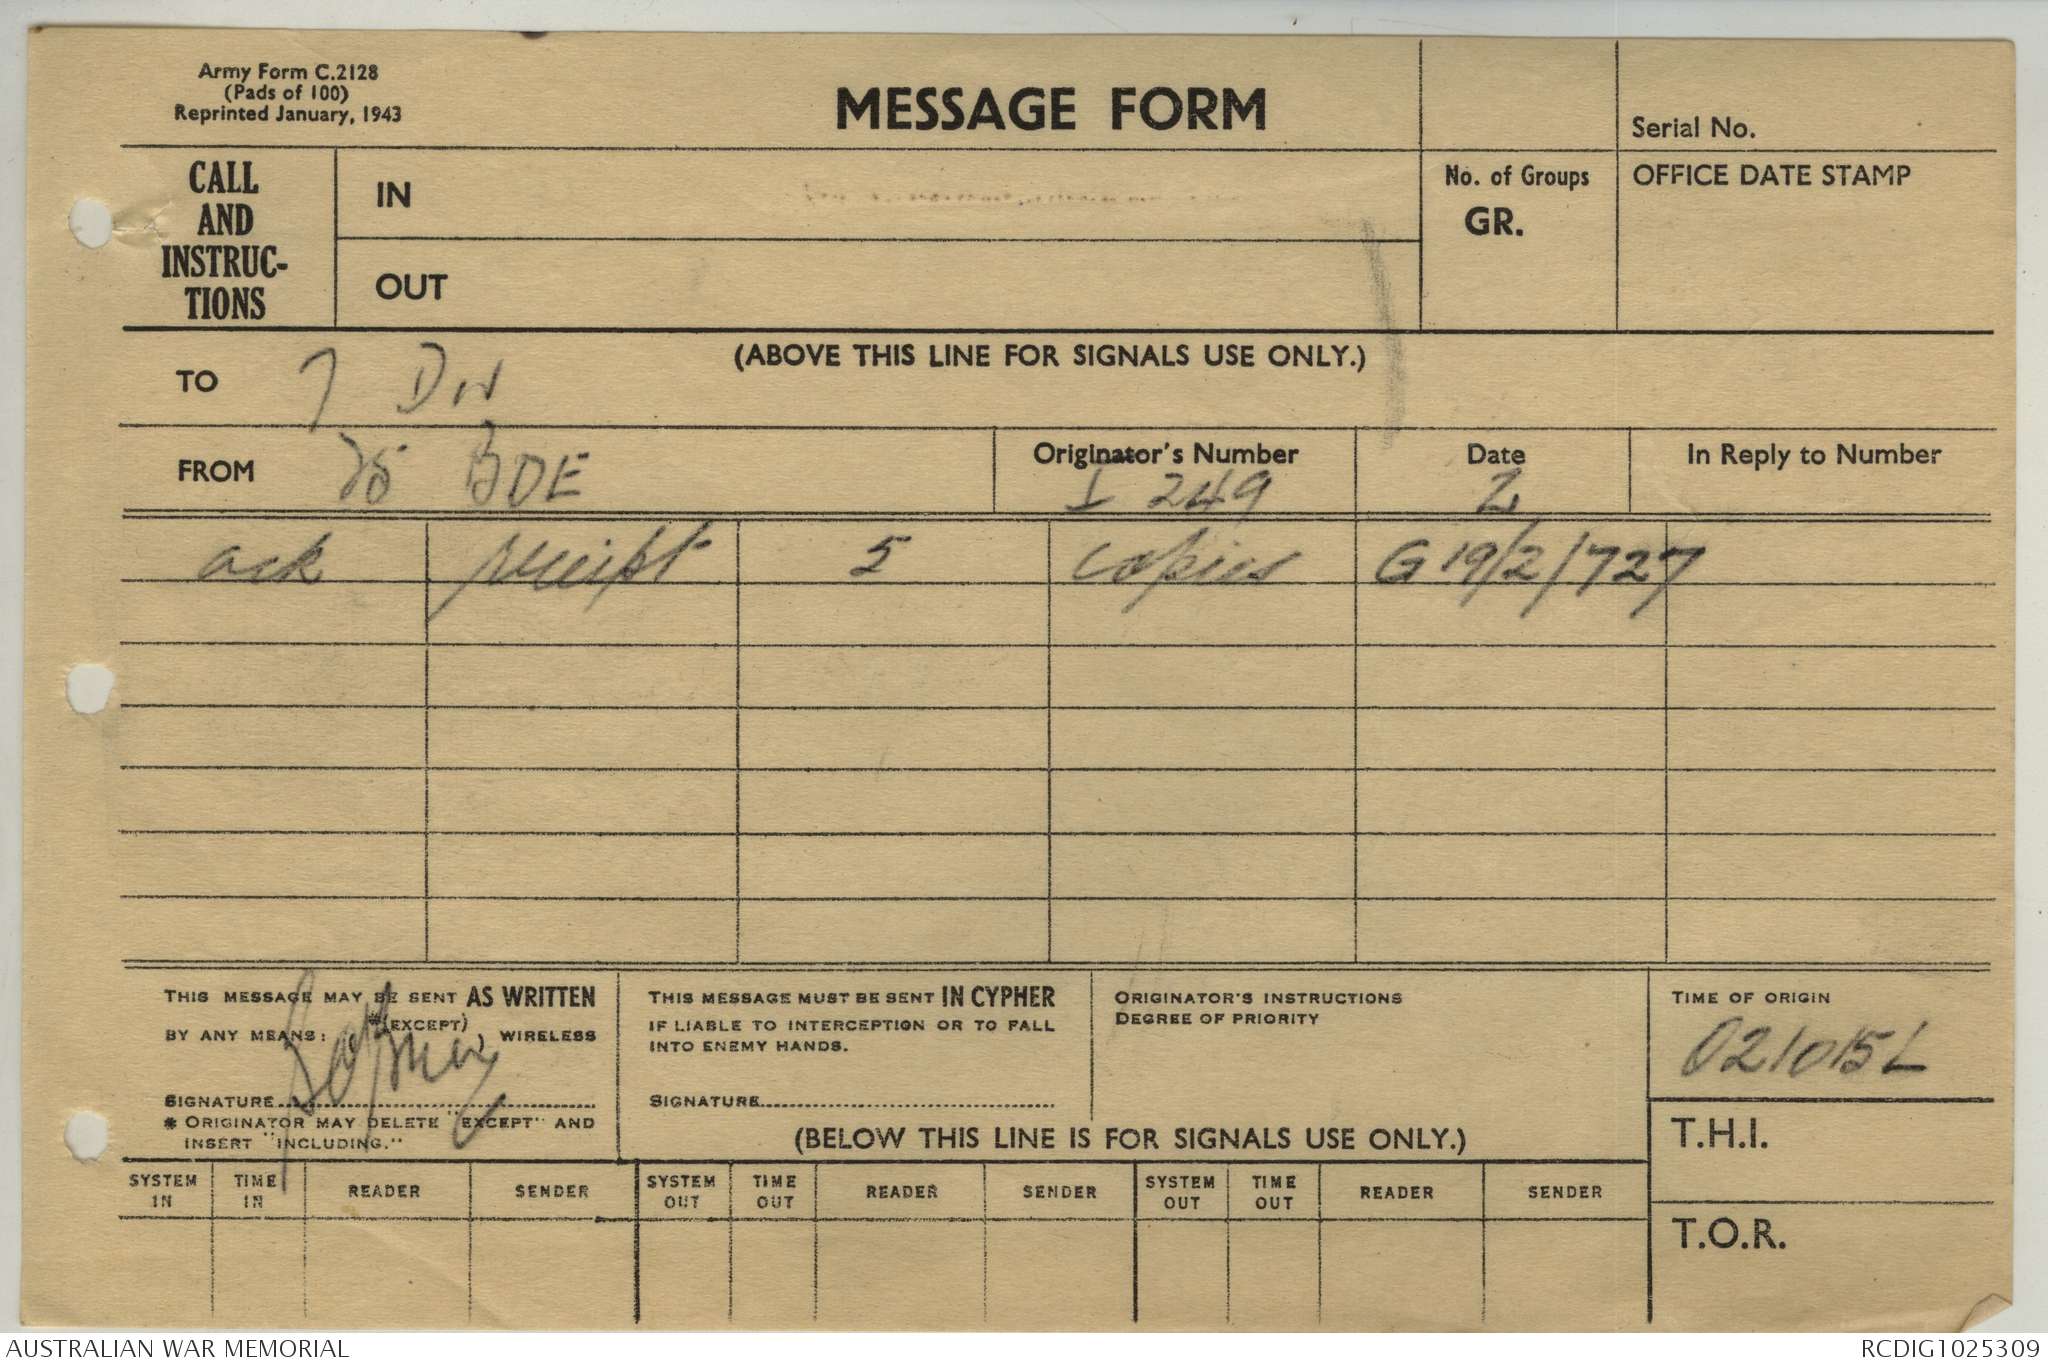 Army Form C.2128
(Pads of 100)
Reprinted January, 1943
MESSAGE FORM
Serial No.
CALL
AND
INSTRUC-
TIONS
IN
No. of Groups
GR.
OFFICE DATE STAMP
OUT
(ABOVE THIS LINE FOR SIGNALS USE ONLY.)
TO 7 Div
FROM 25 BDE
Originator's Number
I 249
Date
2
In Reply to Number
ack receipt 5 copies G19/2/727
THIS MESSAGE MAY BE SENT AS WRITTEN
BY ANY MEANS: *(EXCEPT) WIRELESS
SIGNATURE
* ORIGINATOR MAY DELETE "EXCEPT" AND
INSERT "INCLUDING."
THIS MESSAGE MUST BE SENT IN CYPHER
IF LIABLE TO INTERCEPTION OR TO FALL
INTO ENEMY HANDS.
SIGNATURE
ORIGINATOR'S INSTRUCTIONS
DEGREE OF PRIORITY
TIME OF ORIGIN
021015L
(BELOW THIS LINE IS FOR SIGNALS USE ONLY.)
T.H.I.
SYSTEM IN TIME IN READER SENDER SYSTEM OUT TIME OUT READER SENDER SYSTEM OUT TIME OUT READER SENDER
T.O.R.
AUSTRALIAN WAR MEMORIAL
RCDIG1025309